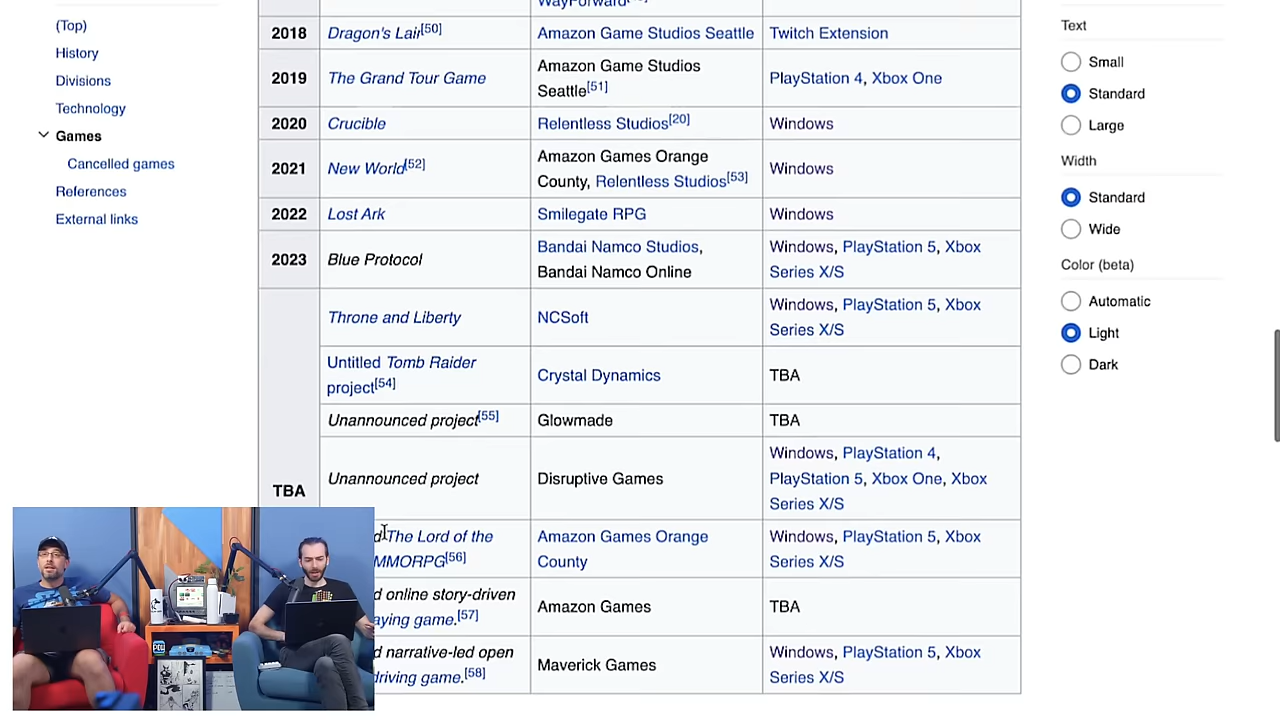 (Top)
History
Divisions
Technology
Games
Cancelled games
References
External links
WayForward
2018 Dragon's Lair[50] Amazon Game Studios Seattle Twitch Extension
2019 The Grand Tour Game Amazon Game Studios Seattle[51] PlayStation 4, Xbox One
2020 Crucible Relentless Studios[20] Windows
2021 New World[52] Amazon Games Orange County, Relentless Studios[53] Windows
2022 Lost Ark Smilegate RPG Windows
2023 Blue Protocol Bandai Namco Studios, Bandai Namco Online Windows, PlayStation 5, Xbox Series X/S
TBA
Throne and Liberty NCSoft Windows, PlayStation 5, Xbox Series X/S
Untitled Tomb Raider project[54] Crystal Dynamics TBA
Unannounced project[55] Glowmade TBA
Unannounced project Disruptive Games Windows, PlayStation 4, PlayStation 5, Xbox One, Xbox Series X/S
d The Lord of the MMORPG[56] Amazon Games Orange County Windows, PlayStation 5, Xbox Series X/S
d online story-driven aying game.[57] Amazon Games TBA
d narrative-led open driving game.[58] Maverick Games Windows, PlayStation 5, Xbox Series X/S
Text
Small
Standard
Large
Width
Standard
Wide
Color (beta)
Automatic
Light
Dark